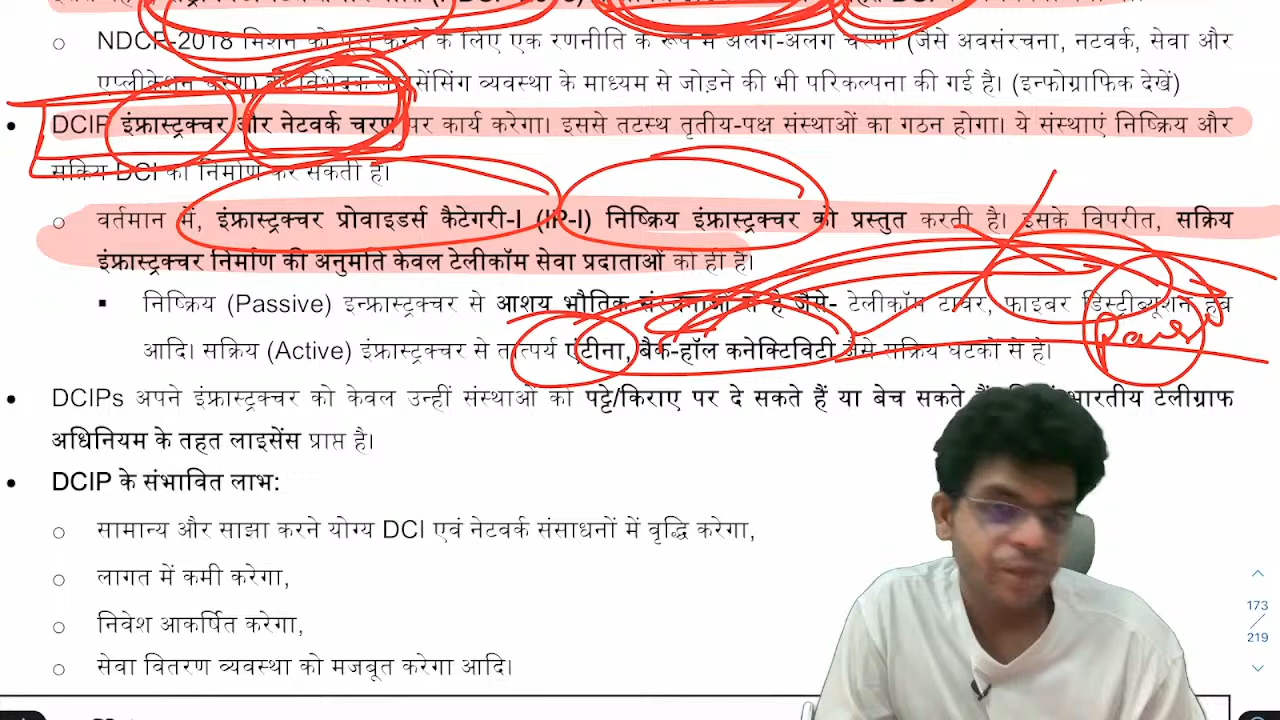 NDCP-2018 मिशन को पूरा करने के लिए एक रणनीति के रूप में अलग-अलग चरणों (जैसे अवसंरचना, नेटवर्क, सेवा और
एप्लीकेशन चरण) को विभेदक लाइसेंसिंग व्यवस्था के माध्यम से जोड़ने की भी परिकल्पना की गई है। (इन्फोग्राफिक देखें)
• DCIP इंफ्रास्ट्रक्चर और नेटवर्क चरण पर कार्य करेगा। इससे तटस्थ तृतीय-पक्ष संस्थाओं का गठन होगा। ये संस्थाएं निष्क्रिय और
सक्रिय DCI का निर्माण कर सकती हैं।
○ वर्तमान में, इंफ्रास्ट्रक्चर प्रोवाइडर्स कैटेगरी-I (IP-I) निष्क्रिय इंफ्रास्ट्रक्चर को प्रस्तुत करती है। इसके विपरीत, सक्रिय
इंफ्रास्ट्रक्चर निर्माण की अनुमति केवल टेलीकॉम सेवा प्रदाताओं को ही है।
▪ निष्क्रिय (Passive) इन्फ्रास्ट्रक्चर से आशय भौतिक संरचनाओं से है जैसे- टेलीकॉम टावर, फाइबर डिस्ट्रीब्यूशन हब
आदि। सक्रिय (Active) इंफ्रास्ट्रक्चर से तात्पर्य एंटीना, बैक-हॉल कनेक्टिविटी जैसे सक्रिय घटकों से है।
• DCIPs अपने इंफ्रास्ट्रक्चर को केवल उन्हीं संस्थाओं को पट्टे/किराए पर दे सकते हैं या बेच सकते भारतीय टेलीग्राफ
अधिनियम के तहत लाइसेंस प्राप्त है।
• DCIP के संभावित लाभ:
○ सामान्य और साझा करने योग्य DCI एवं नेटवर्क संसाधनों में वृद्धि करेगा,
○ लागत में कमी करेगा,
○ निवेश आकर्षित करेगा,
○ सेवा वितरण व्यवस्था को मजबूत करेगा आदि।
173
219